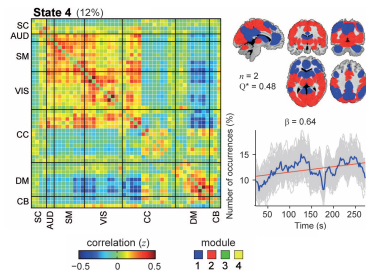 State 4 (12%)
SC
AUD
SM
VIS
CC
DM
CB
SC
AUD
SM
VIS
CC
DM
CB
correlation (z)
−0.5 0 0.5
module
1 2 3 4
n = 2
Q* = 0.48
β = 0.64
Number of occurrences (%)
15
10
50 100 150 200 250
Time (s)